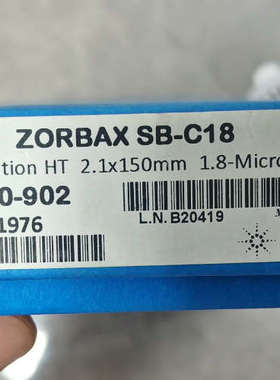 ZORBAX SB-C18
tion HT 2.1x150mm 1.8-Micro
0-902
1976
L.N. B20419